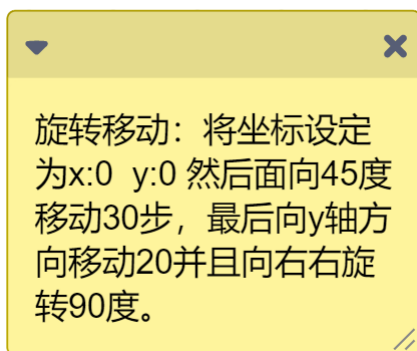 旋转移动：将坐标设定
为x:0  y:0 然后面向45度
移动30步，最后向y轴方
向移动20并且向右右旋
转90度。